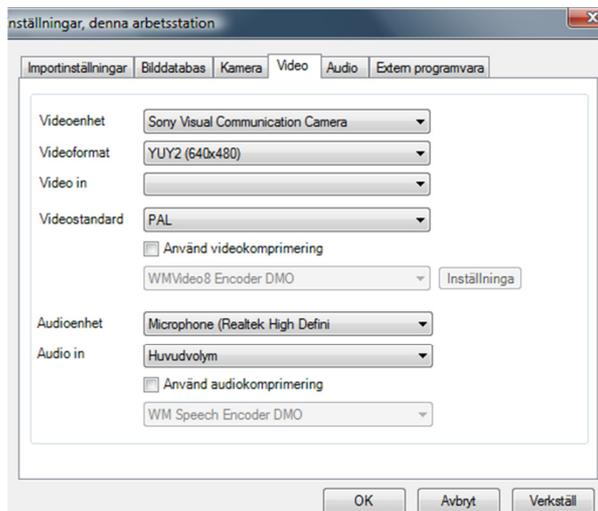 nställningar, denna arbetsstation
Importinställningar Bilddatabas Kamera Video Audio Extern programvara
Videoenhet Sony Visual Communication Camera
Videoformat YUY2 (640x480)
Video in
Videostandard PAL
Använd videokomprimering
WMVideo8 Encoder DMO Inställninga
Audioenhet Microphone (Realtek High Defini
Audio in Huvudvolym
Använd audiokomprimering
WM Speech Encoder DMO
OK Avbryt Verkställ